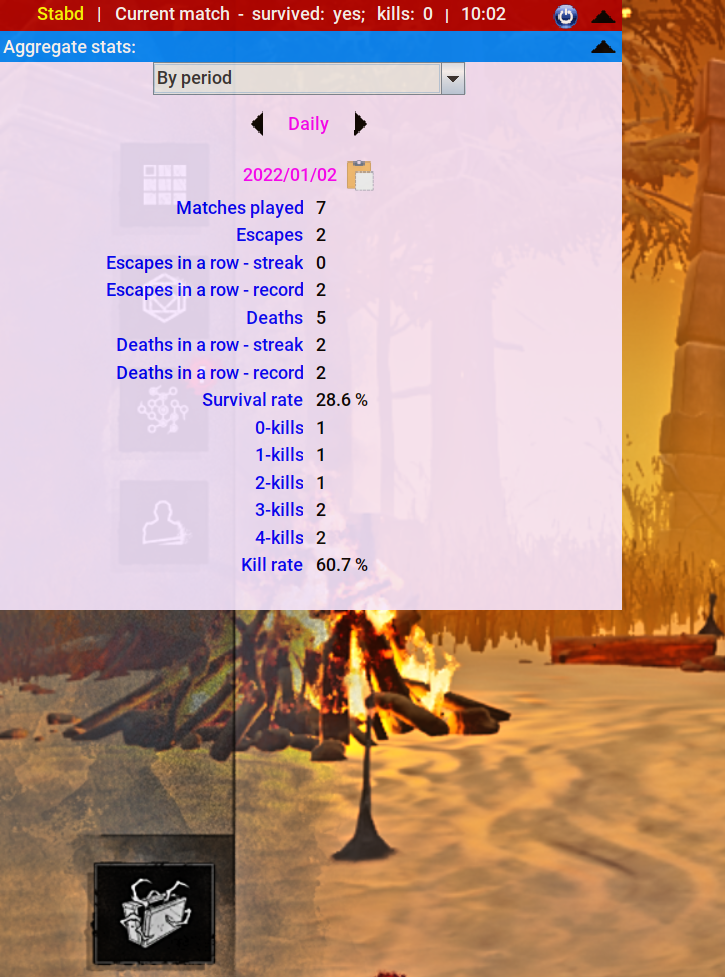 Stabd | Current match - survived: yes; kills: 0 | 10:02
Aggregate stats:
By period
Daily
2022/01/02
Matches played 7
Escapes 2
Escapes in a row - streak 0
Escapes in a row - record 2
Deaths 5
Deaths in a row - streak 2
Deaths in a row - record 2
Survival rate 28.6 %
0-kills 1
1-kills 1
2-kills 1
3-kills 2
4-kills 2
Kill rate 60.7 %